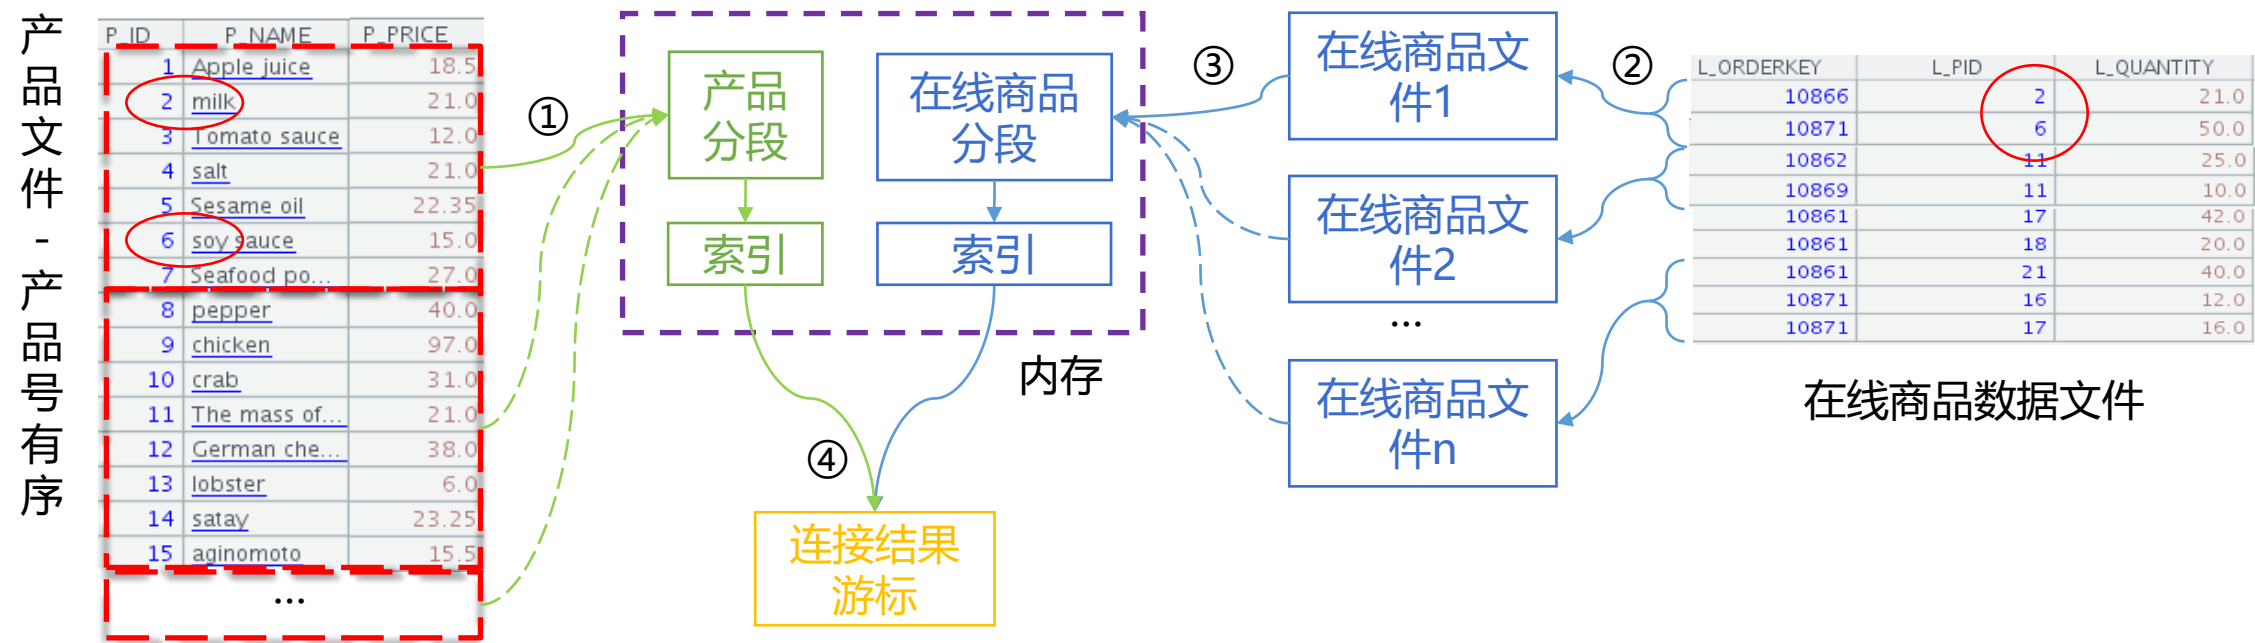 产品文件-产品号有序
P_ID P_NAME P_PRICE
1 Apple juice 18.5
2 milk 21.0
3 Tomato sauce 12.0
4 salt 21.0
5 Sesame oil 22.35
6 soy sauce 15.0
7 Seafood po... 27.0
8 pepper 40.0
9 chicken 97.0
10 crab 31.0
11 The mass of... 21.0
12 German che... 38.0
13 lobster 6.0
14 satay 23.25
15 aginomoto 15.5
...
①
产品
分段
索引
在线商品
分段
索引
内存
④
连接结果
游标
③
在线商品文
件1
在线商品文
件2
...
在线商品文
件n
②
L_ORDERKEY L_PID L_QUANTITY
10866 2 21.0
10871 6 50.0
10862 11 25.0
10869 11 10.0
10861 17 42.0
10861 18 20.0
10861 21 40.0
10871 16 12.0
10871 17 16.0
在线商品数据文件